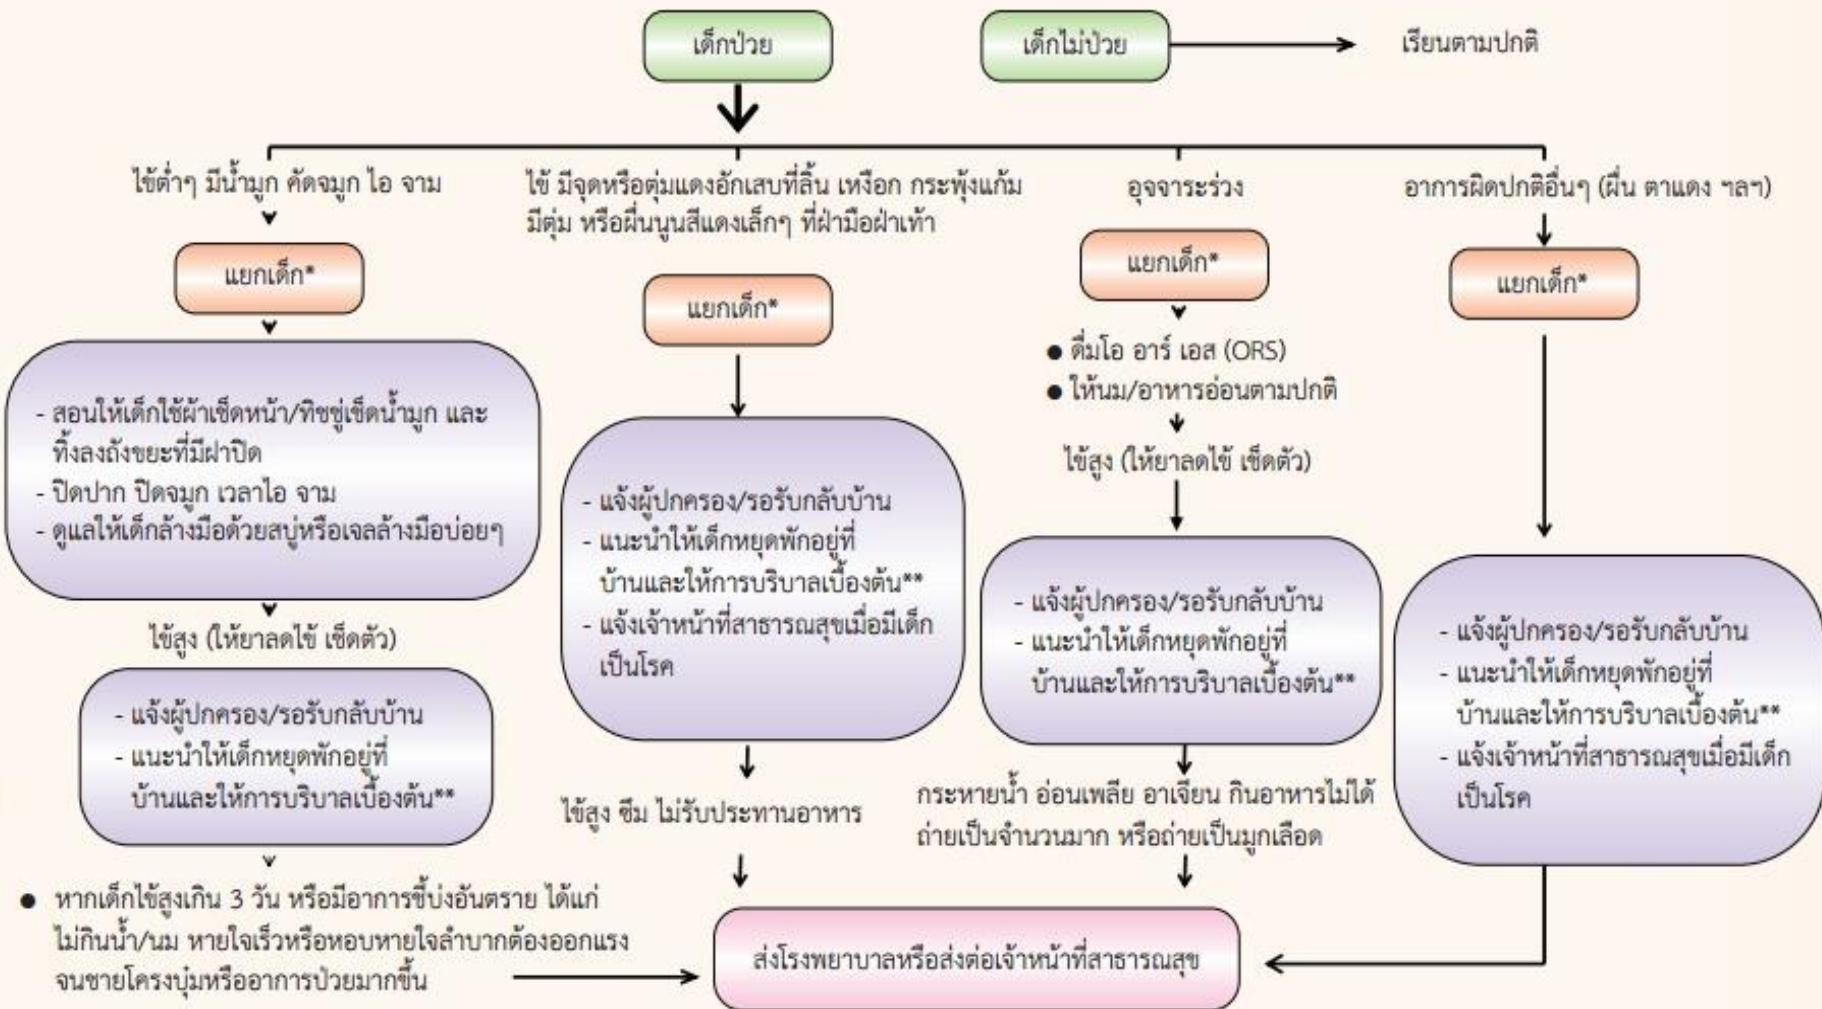 เด็กป่วย
เด็กไม่ป่วย
เรียนตามปกติ
ไข้ต่ำๆ มีน้ำมูก คัดจมูก ไอ จาม
แยกเด็ก*
- สอนให้เด็กใช้ผ้าเช็ดหน้า/ทิชชู่เช็ดน้ำมูก และ
ทิ้งลงถังขยะที่มีฝาปิด
- ปิดปาก ปิดจมูก เวลาไอ จาม
- ดูแลให้เด็กล้างมือด้วยสบู่หรือเจลล้างมือบ่อยๆ
ไข้สูง (ให้ยาลดไข้ เช็ดตัว)
- แจ้งผู้ปกครอง/รอรับกลับบ้าน
- แนะนำให้เด็กหยุดพักอยู่ที่
บ้านและให้การบริบาลเบื้องต้น**
● หากเด็กไข้สูงเกิน 3 วัน หรือมีอาการชี้บ่งอันตราย ได้แก่
ไม่กินน้ำ/นม หายใจเร็วหรือหอบหายใจลำบากต้องออกแรง
จนชายโครงบุ๋มหรืออาการป่วยมากขึ้น
ไข้ มีจุดหรือตุ่มแดงอักเสบที่ลิ้น เหงือก กระพุ้งแก้ม
มีตุ่ม หรือผื่นนูนสีแดงเล็กๆ ที่ฝ่ามือฝ่าเท้า
แยกเด็ก*
- แจ้งผู้ปกครอง/รอรับกลับบ้าน
- แนะนำให้เด็กหยุดพักอยู่ที่
บ้านและให้การบริบาลเบื้องต้น**
- แจ้งเจ้าหน้าที่สาธารณสุขเมื่อมีเด็ก
เป็นโรค
ไข้สูง ซึม ไม่รับประทานอาหาร
อุจจาระร่วง
แยกเด็ก*
● ดื่มโอ อาร์ เอส (ORS)
● ให้นม/อาหารอ่อนตามปกติ
ไข้สูง (ให้ยาลดไข้ เช็ดตัว)
- แจ้งผู้ปกครอง/รอรับกลับบ้าน
- แนะนำให้เด็กหยุดพักอยู่ที่
บ้านและให้การบริบาลเบื้องต้น**
กระหายน้ำ อ่อนเพลีย อาเจียน กินอาหารไม่ได้
ถ่ายเป็นจำนวนมาก หรือถ่ายเป็นมูกเลือด
อาการผิดปกติอื่นๆ (ผื่น ตาแดง ฯลฯ)
แยกเด็ก*
- แจ้งผู้ปกครอง/รอรับกลับบ้าน
- แนะนำให้เด็กหยุดพักอยู่ที่
บ้านและให้การบริบาลเบื้องต้น**
- แจ้งเจ้าหน้าที่สาธารณสุขเมื่อมีเด็ก
เป็นโรค
ส่งโรงพยาบาลหรือส่งต่อเจ้าหน้าที่สาธารณสุข